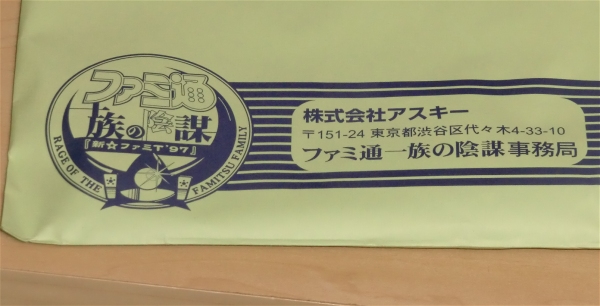 ファミ通
一族の陰謀
『新☆ファミT'97』
RAGE OF THE FAMITSU FAMILY
株式会社アスキー
〒151-24 東京都渋谷区代々木4-33-10
ファミ通一族の陰謀事務局